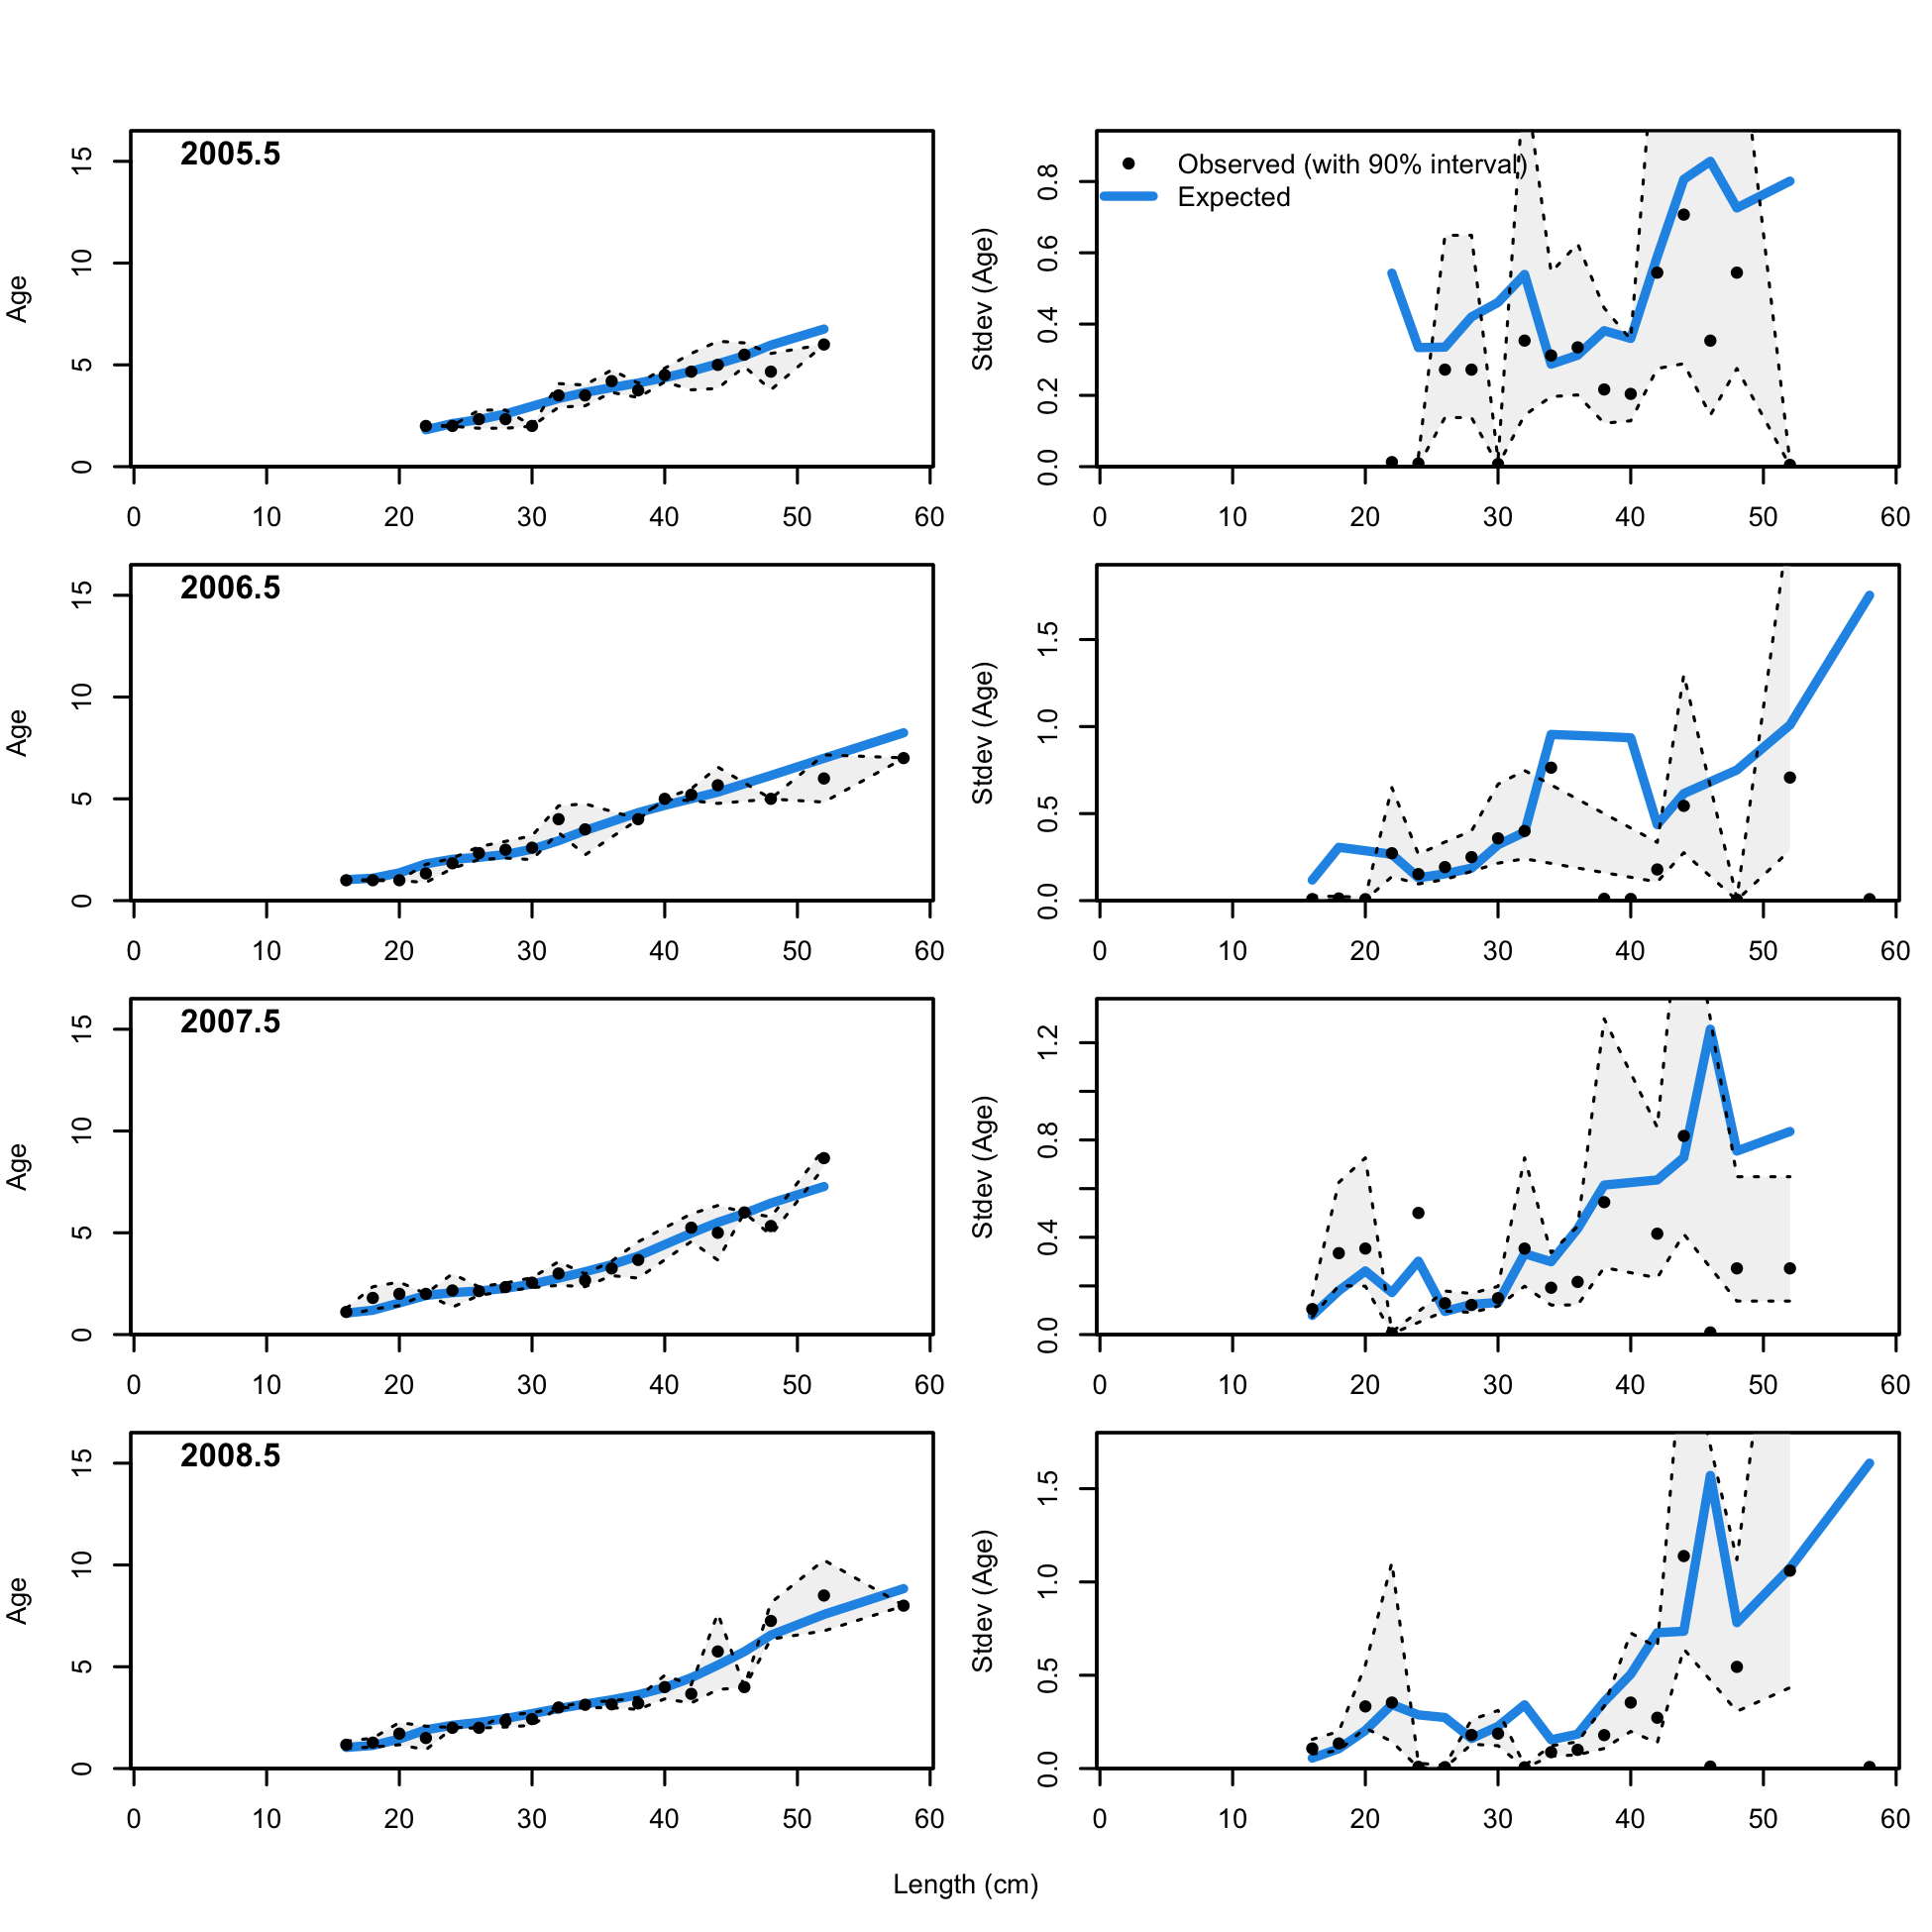 2005.5
Age
0 5 10 15
0 10 20 30 40 50 60
Observed (with 90% interval)
Expected
Stdev (Age)
0.0 0.2 0.4 0.6 0.8
0 10 20 30 40 50 60
2006.5
Age
0 5 10 15
0 10 20 30 40 50 60
Stdev (Age)
0.0 0.5 1.0 1.5
0 10 20 30 40 50 60
2007.5
Age
0 5 10 15
0 10 20 30 40 50 60
Stdev (Age)
0.0 0.4 0.8 1.2
0 10 20 30 40 50 60
2008.5
Age
0 5 10 15
0 10 20 30 40 50 60
Stdev (Age)
0.0 0.5 1.0 1.5
0 10 20 30 40 50 60
Length (cm)